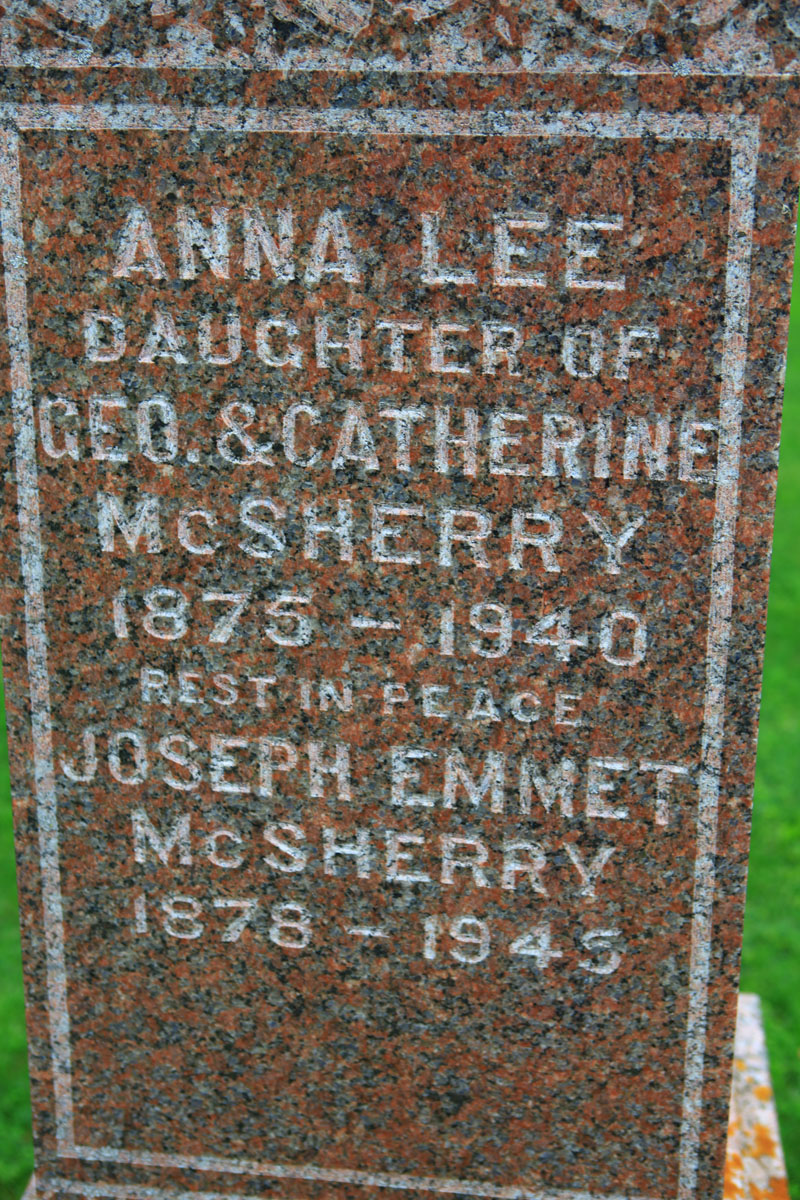 ANNA LEE
DAUGHTER OF
GEO. & CATHERINE
McSHERRY
1875 – 1940
REST IN PEACE
JOSEPH EMMET
McSHERRY
1878 – 1945